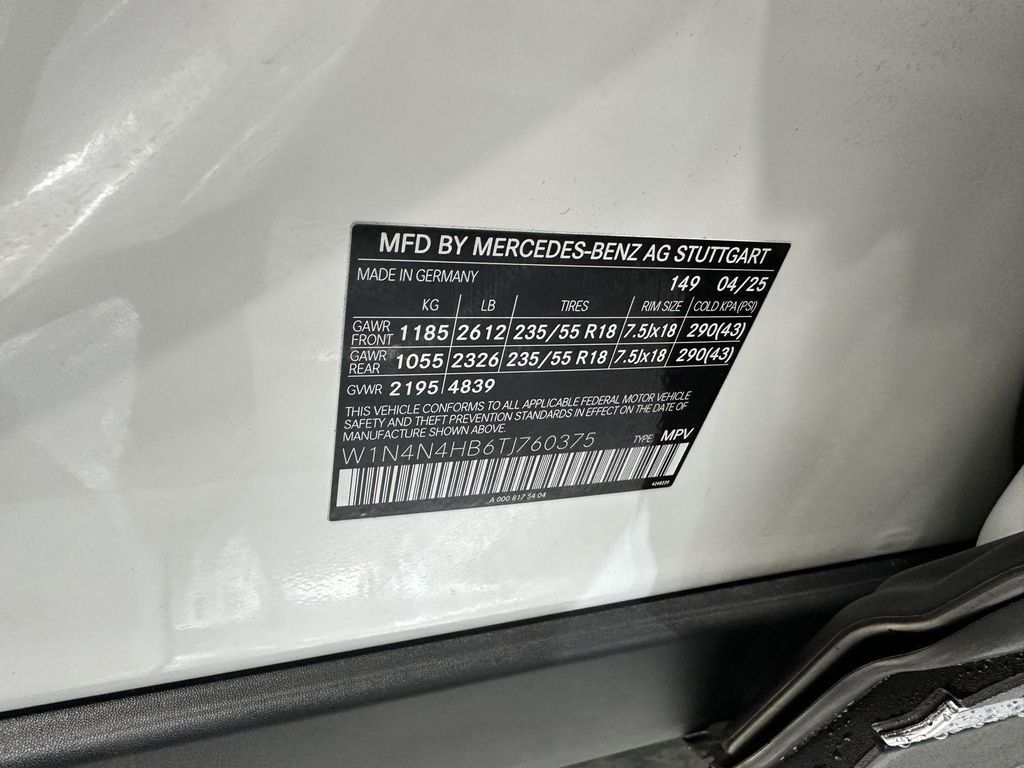 MFD BY MERCEDES-BENZ AG STUTTGART
MADE IN GERMANY 149 04/25
KG LB TIRES RIM SIZE COLD KPA(PSI)
GAWR FRONT 1185 2612 235/55 R18 7.5Jx18 290(43)
GAWR REAR 1055 2326 235/55 R18 7.5Jx18 290(43)
GVWR 2195 4839
THIS VEHICLE CONFORMS TO ALL APPLICABLE FEDERAL MOTOR VEHICLE
SAFETY AND THEFT PREVENTION STANDARDS IN EFFECT ON THE DATE OF
MANUFACTURE SHOWN ABOVE.
W1N4N4HB6TJ760375 TYPE: MPV
A 000 817 54 04